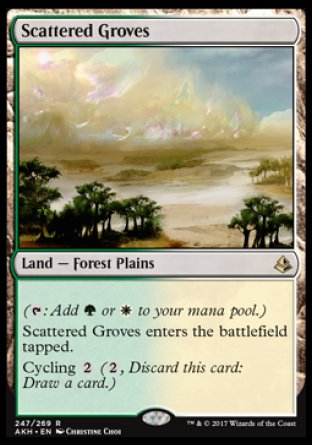 Scattered Groves
Land — Forest Plains
(: Add or to your mana pool.)
Scattered Groves enters the battlefield
tapped.
Cycling 2 (2, Discard this card:
Draw a card.)
247/269 R
AKH • EN CHRISTINE CHOI
™ & © 2017 Wizards of the Coast